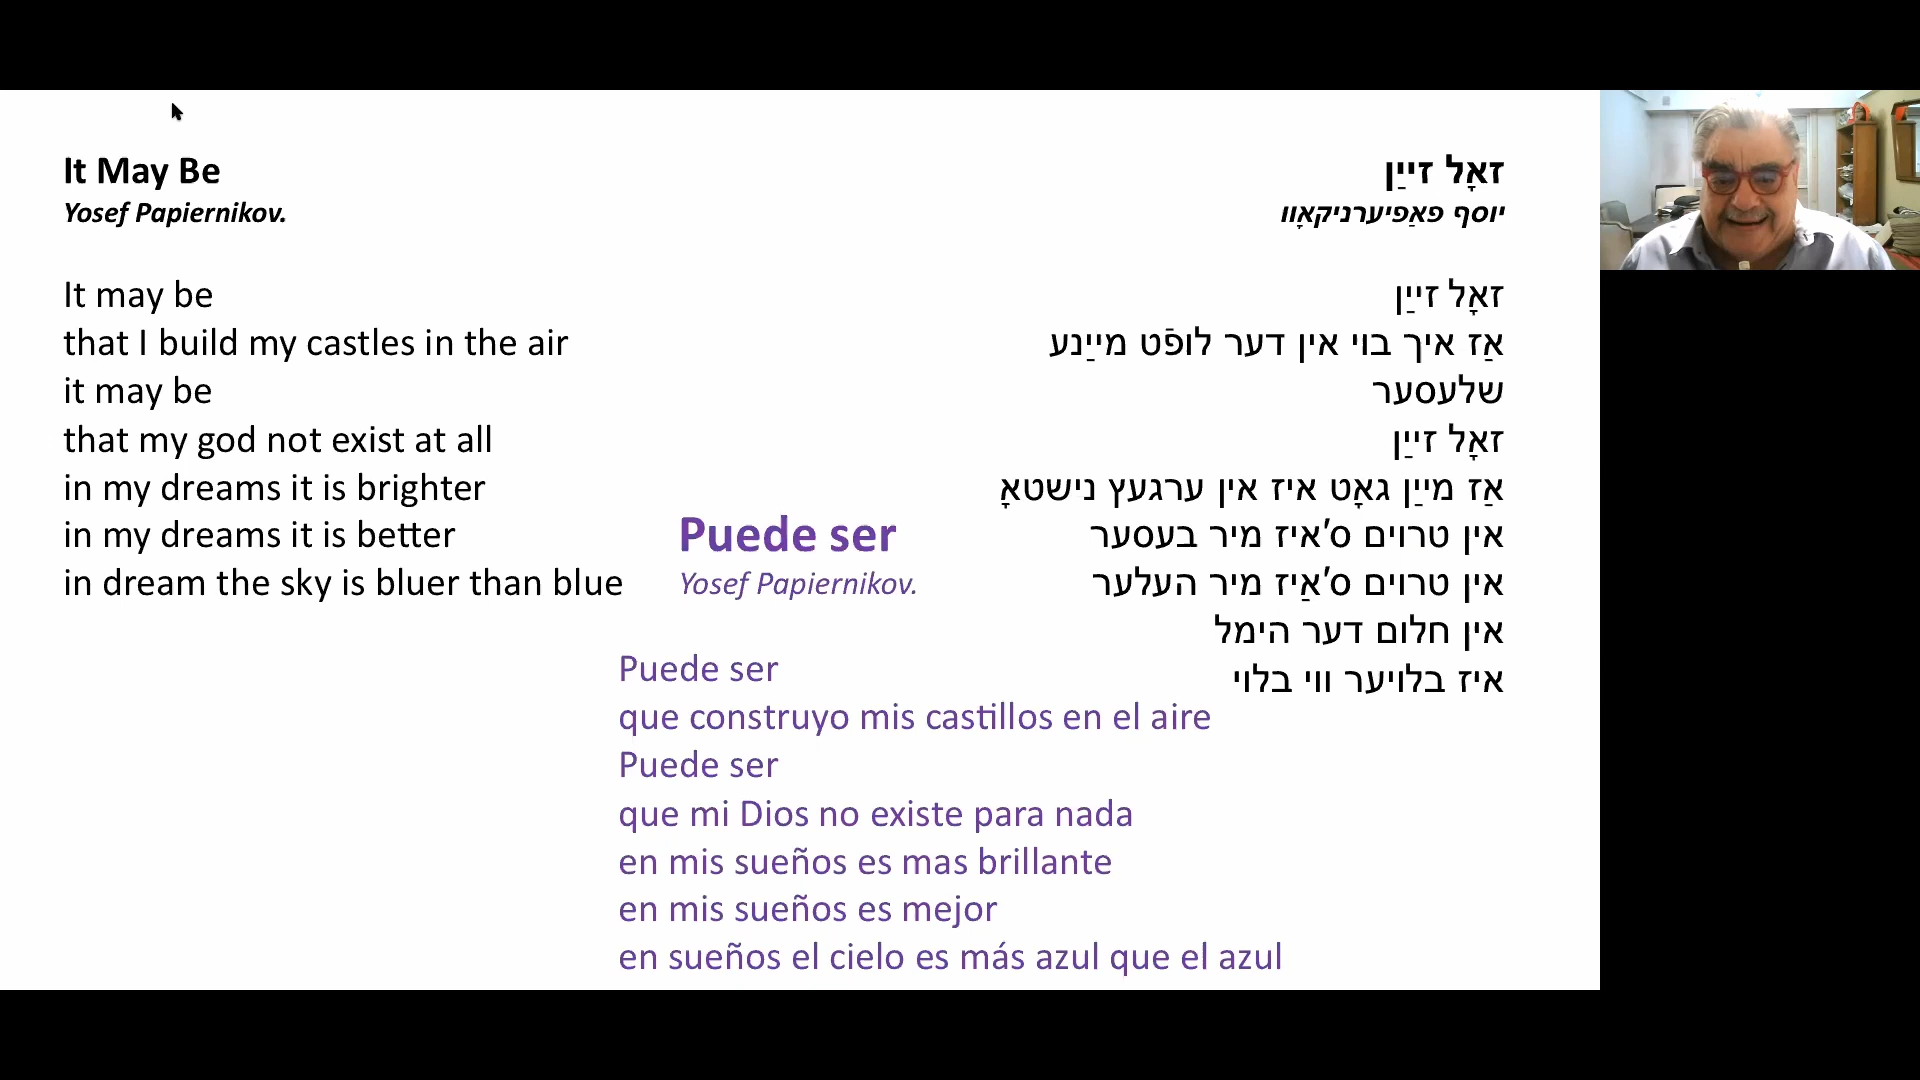 It May Be
Yosef Papiernikov.
It may be
that I build my castles in the air
it may be
that my god not exist at all
in my dreams it is brighter
in my dreams it is better
in dream the sky is bluer than blue
זאָל זייַן
יוסף פּאַפּיערניקאָוו
זאָל זייַן
אַז איך בוי אין דער לופֿט מייַנע
שלעסער
זאָל זייַן
אַז מייַן גאָט איז אין ערגעץ נישטאָ
אין טרוים ס'איז מיר בעסער
אין טרוים ס'אַיז מיר העלער
אין חלום דער הימל
איז בלויער ווי בלוי
Puede ser
Yosef Papiernikov.
Puede ser
que construyo mis castillos en el aire
Puede ser
que mi Dios no existe para nada
en mis sueños es mas brillante
en mis sueños es mejor
en sueños el cielo es más azul que el azul